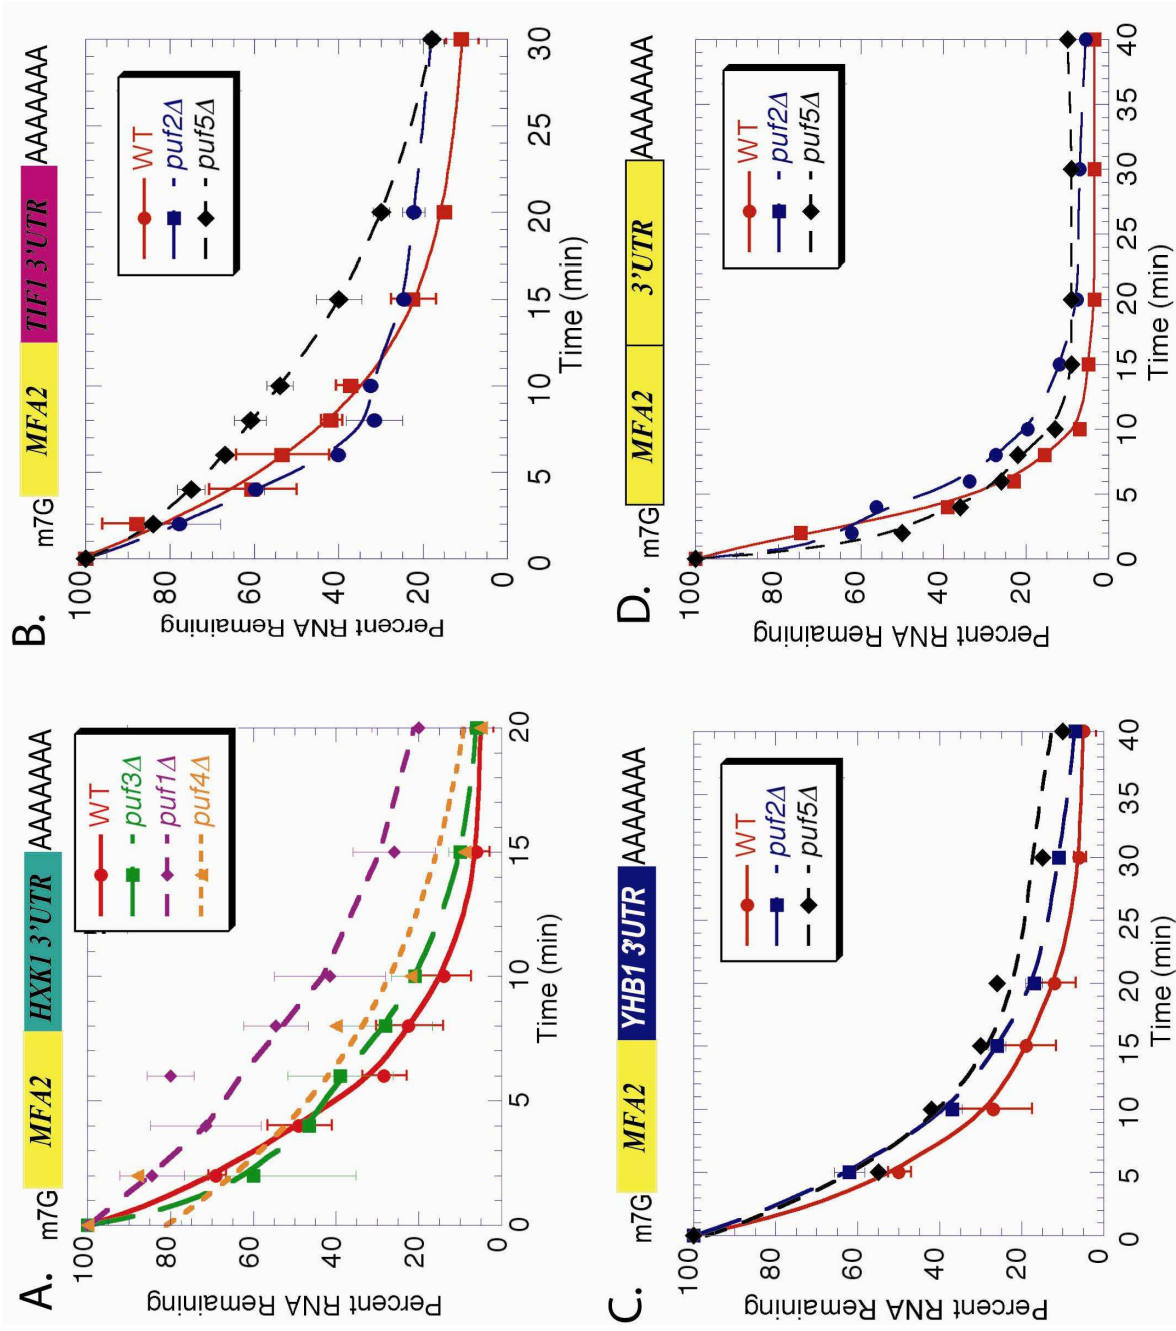 A.
m7G MFA2 HXK1 3'UTR AAAAAAA
WT
puf3Δ
puf1Δ
puf4Δ
Percent RNA Remaining
100
80
60
40
20
0
0 5 10 15 20
Time (min)
B.
m7G MFA2 TIF1 3'UTR AAAAAAA
WT
puf2Δ
puf5Δ
Percent RNA Remaining
100
80
60
40
20
0
0 5 10 15 20 25 30
Time (min)
C.
m7G MFA2 YHB1 3'UTR AAAAAAA
WT
puf2Δ
puf5Δ
Percent RNA Remaining
100
80
60
40
20
0
0 5 10 15 20 25 30 35 40
Time (min)
D.
m7G MFA2 3'UTR AAAAAAA
WT
puf2Δ
puf5Δ
Percent RNA Remaining
100
80
60
40
20
0
0 5 10 15 20 25 30 35 40
Time (min)